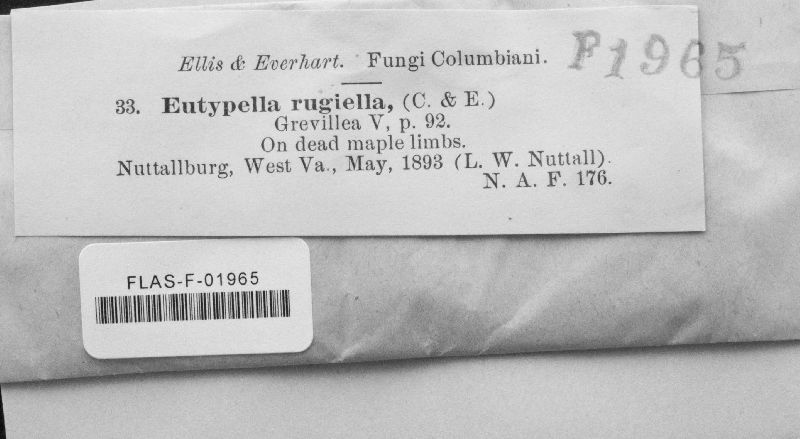 Ellis & Everhart. Fungi Columbiani. F1965
33. Eutypella rugiella, (C. & E.)
Grevillea V, p. 92.
On dead maple limbs.
Nuttallburg, West Va., May, 1893 (L. W. Nuttall).
N. A. F. 176.
FLAS-F-01965